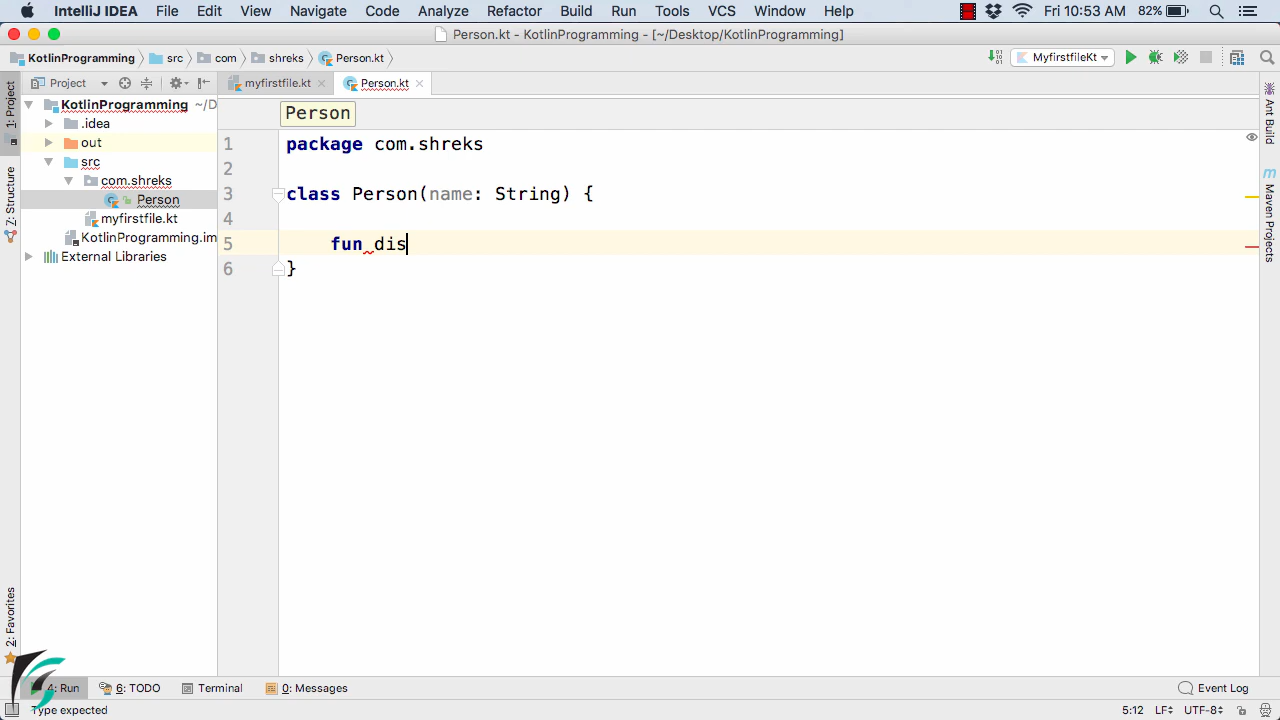 IntelliJ IDEA File Edit View Navigate Code Analyze Refactor Build Run Tools VCS Window Help Fri 10:53 AM 82%
Person.kt - KotlinProgramming - [~/Desktop/KotlinProgramming]
KotlinProgramming src com shreks Person.kt MyfirstfileKt
Project myfirstfile.kt Person.kt
1: Project
Z: Structure
2: Favorites
KotlinProgramming ~/D
.idea
out
src
com.shreks
Person
myfirstfile.kt
KotlinProgramming.im
External Libraries
Person
1 package com.shreks
2
3 class Person(name: String) {
4
5 fun dis
6 }
Ant Build
Maven Projects
4: Run 6: TODO Terminal 0: Messages Event Log
Type expected 5:12 LF÷ UTF-8÷